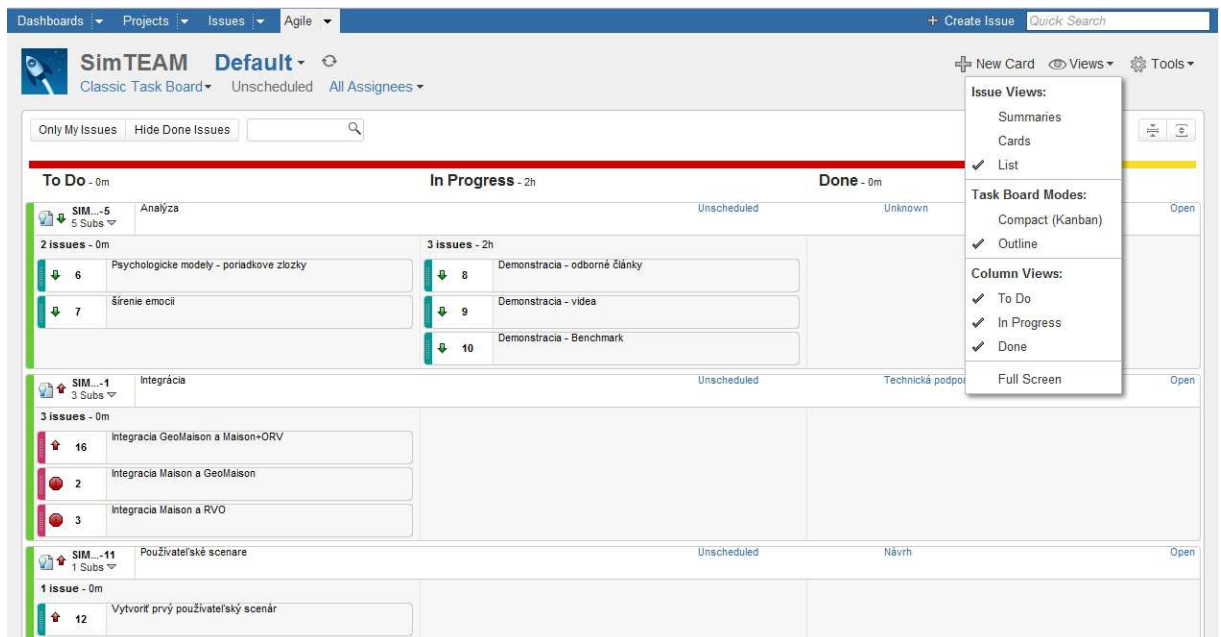 Dashboards Projects Issues Agile + Create Issue Quick Search
SimTEAM Default New Card Views Tools
Classic Task Board Unscheduled All Assignees
Issue Views:
Summaries
Cards
List
Task Board Modes:
Compact (Kanban)
Outline
Column Views:
To Do
In Progress
Done
Full Screen
Only My Issues Hide Done Issues
To Do - 0m In Progress - 2h Done - 0m
SIM...-5 Analýza Unscheduled Unknown Open
5 Subs
2 issues - 0m 3 issues - 2h
6 Psychologicke modely - poriadkove zlozky 8 Demonstracia - odborné články
7 šírenie emocii 9 Demonstracia - videa
10 Demonstracia - Benchmark
SIM...-1 Integrácia Unscheduled Technická podpor Open
3 Subs
3 issues - 0m
16 Integracia GeoMaison a Maison+ORV
2 Integracia Maison a GeoMaison
3 Integracia Maison a RVO
SIM...-11 Používateľské scenare Unscheduled Návrh Open
1 Subs
1 issue - 0m
12 Vytvoriť prvý používateľský scenár